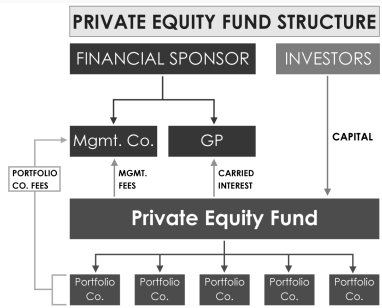 PRIVATE EQUITY FUND STRUCTURE
FINANCIAL SPONSOR
INVESTORS
Mgmt. Co.
GP
CAPITAL
PORTFOLIO
CO. FEES
MGMT.
FEES
CARRIED
INTEREST
Private Equity Fund
Portfolio
Co.
Portfolio
Co.
Portfolio
Co.
Portfolio
Co.
Portfolio
Co.